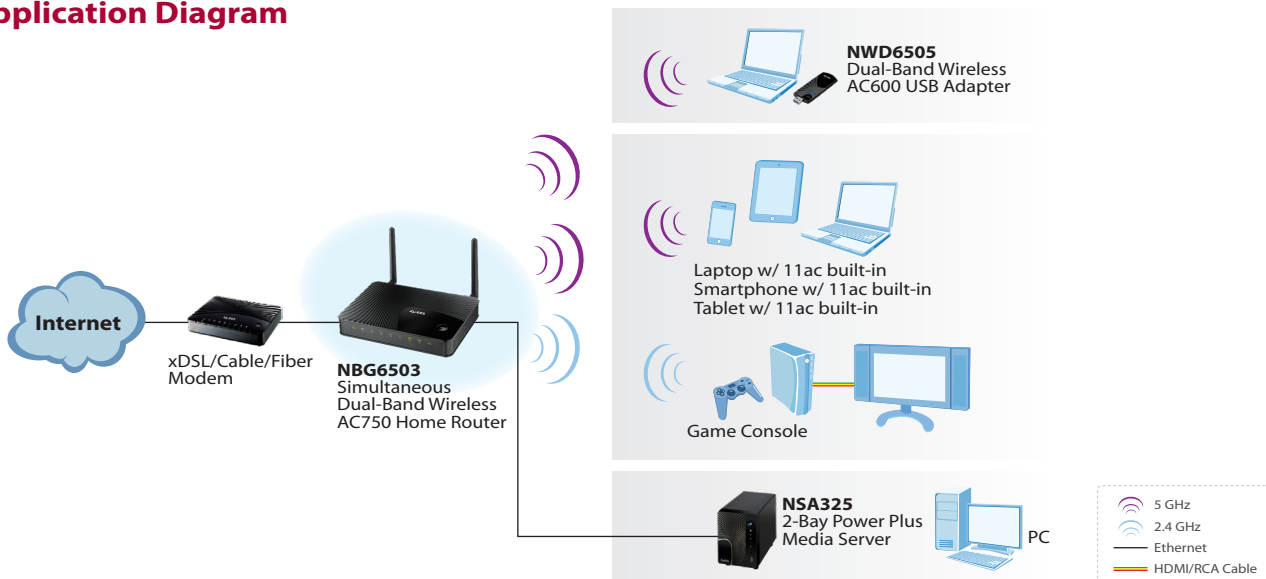 pplication Diagram
NWD6505
Dual-Band Wireless
AC600 USB Adapter
Laptop w/ 11ac built-in
Smartphone w/ 11ac built-in
Tablet w/ 11ac built-in
Internet
xDSL/Cable/Fiber
Modem
ZyXEL
NBG6503
Simultaneous
Dual-Band Wireless
AC750 Home Router
Game Console
NSA325
2-Bay Power Plus
Media Server
PC
5 GHz
2.4 GHz
Ethernet
HDMI/RCA Cable